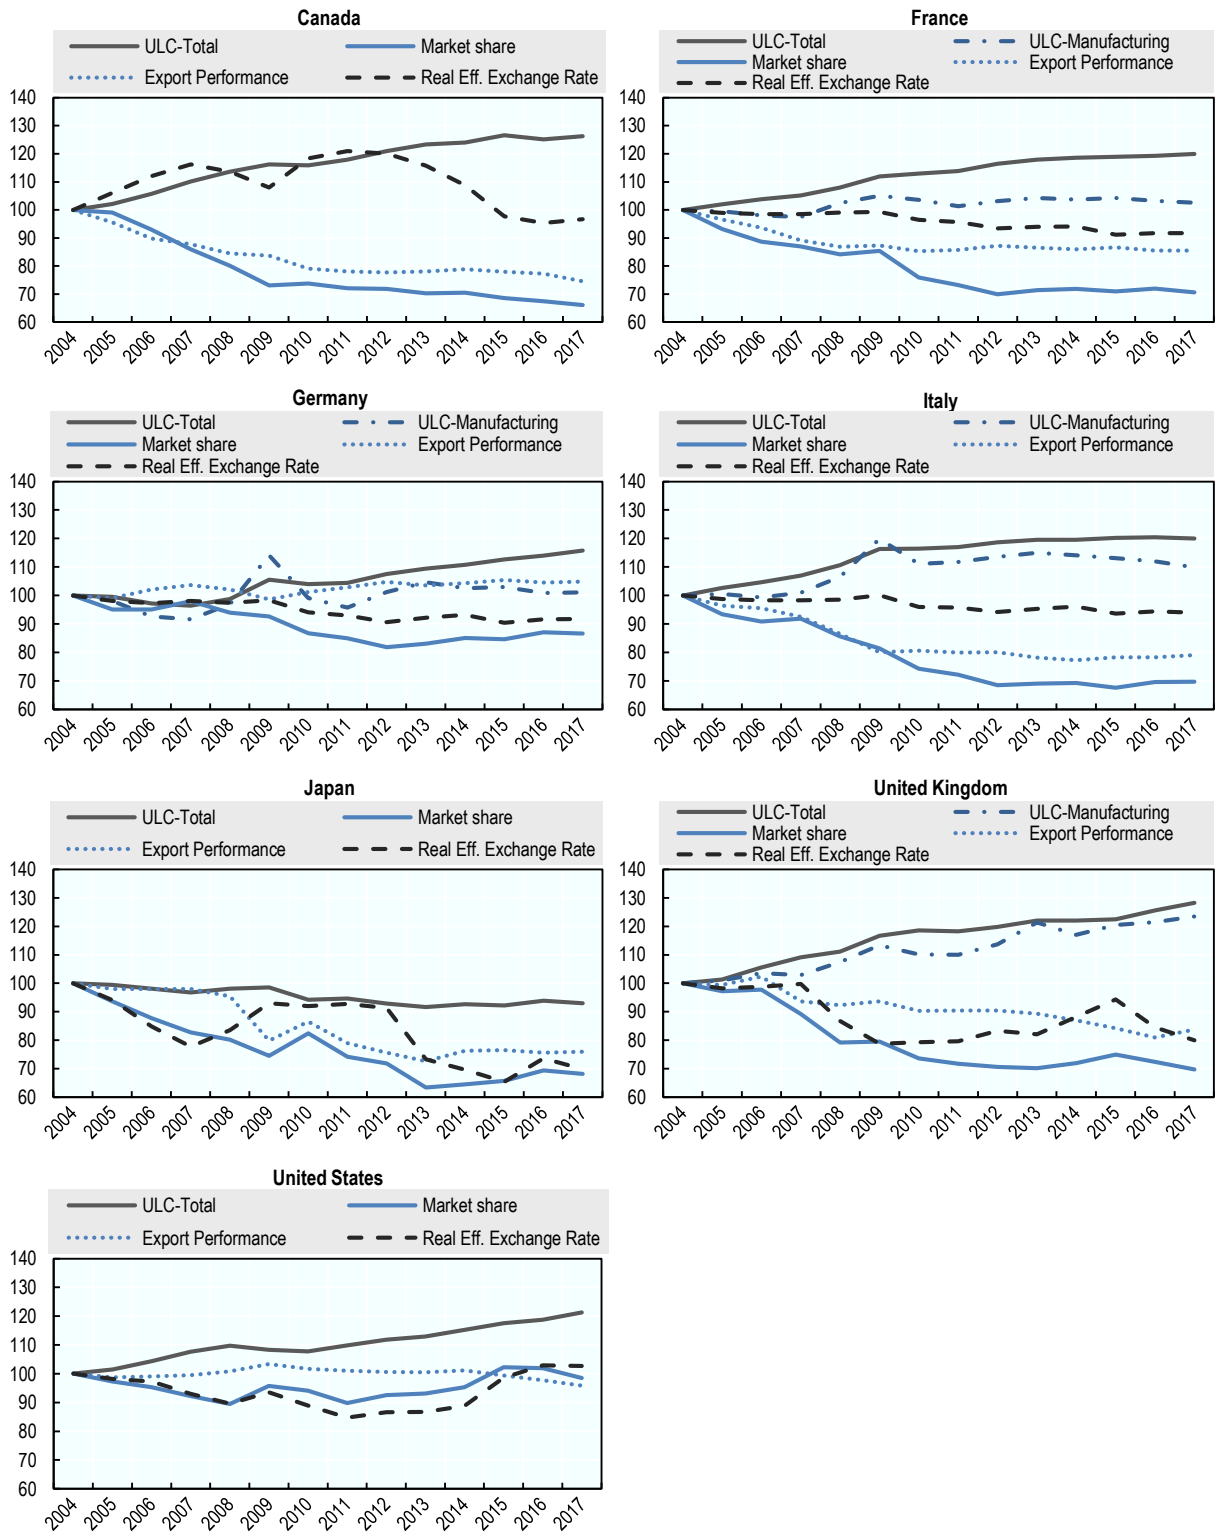 Canada
ULC-Total Market share
Export Performance Real Eff. Exchange Rate
140
130
120
110
100
90
80
70
60
2004 2005 2006 2007 2008 2009 2010 2011 2012 2013 2014 2015 2016 2017
France
ULC-Total ULC-Manufacturing
Market share Export Performance
Real Eff. Exchange Rate
140
130
120
110
100
90
80
70
60
2004 2005 2006 2007 2008 2009 2010 2011 2012 2013 2014 2015 2016 2017
Germany
ULC-Total ULC-Manufacturing
Market share Export Performance
Real Eff. Exchange Rate
140
130
120
110
100
90
80
70
60
2004 2005 2006 2007 2008 2009 2010 2011 2012 2013 2014 2015 2016 2017
Italy
ULC-Total ULC-Manufacturing
Market share Export Performance
Real Eff. Exchange Rate
140
130
120
110
100
90
80
70
60
2004 2005 2006 2007 2008 2009 2010 2011 2012 2013 2014 2015 2016 2017
Japan
ULC-Total Market share
Export Performance Real Eff. Exchange Rate
140
130
120
110
100
90
80
70
60
2004 2005 2006 2007 2008 2009 2010 2011 2012 2013 2014 2015 2016 2017
United Kingdom
ULC-Total ULC-Manufacturing
Market share Export Performance
Real Eff. Exchange Rate
140
130
120
110
100
90
80
70
60
2004 2005 2006 2007 2008 2009 2010 2011 2012 2013 2014 2015 2016 2017
United States
ULC-Total Market share
Export Performance Real Eff. Exchange Rate
140
130
120
110
100
90
80
70
60
2004 2005 2006 2007 2008 2009 2010 2011 2012 2013 2014 2015 2016 2017